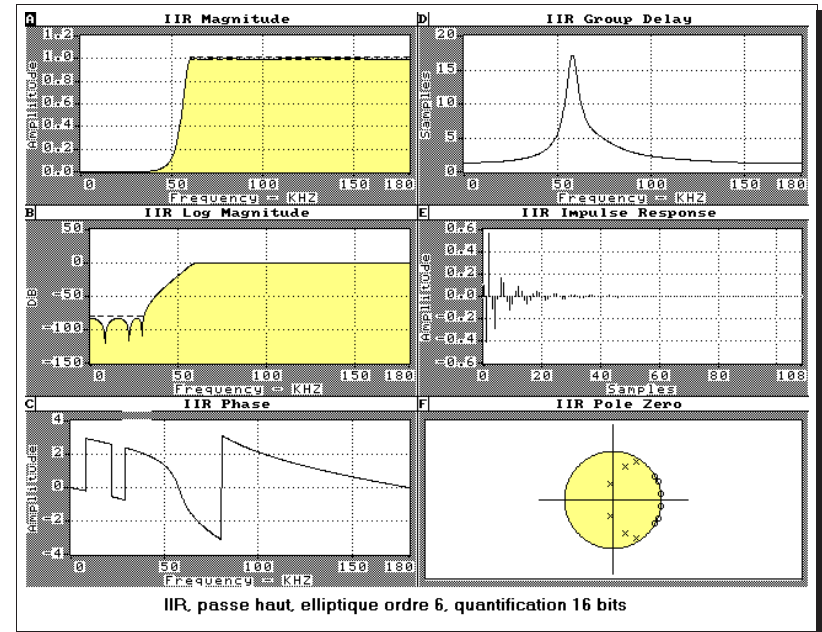 A IIR Magnitude
Amplitude
1.2
1.0
0.8
0.6
0.4
0.2
0.0
0 50 100 150 180
Frequency - KHZ
D IIR Group Delay
Samples
20
15
10
5
0
0 50 100 150 180
Frequency - KHZ
B IIR Log Magnitude
DB
50
0
-50
-100
-150
0 50 100 150 180
Frequency - KHZ
E IIR Impulse Response
Amplitude
0.6
0.4
0.2
0.0
-0.2
-0.4
-0.6
0 20 40 60 80 108
Samples
C IIR Phase
Amplitude
4
2
0
-2
-4
0 50 100 150 180
Frequency - KHZ
F IIR Pole Zero
IIR, passe haut, elliptique ordre 6, quantification 16 bits